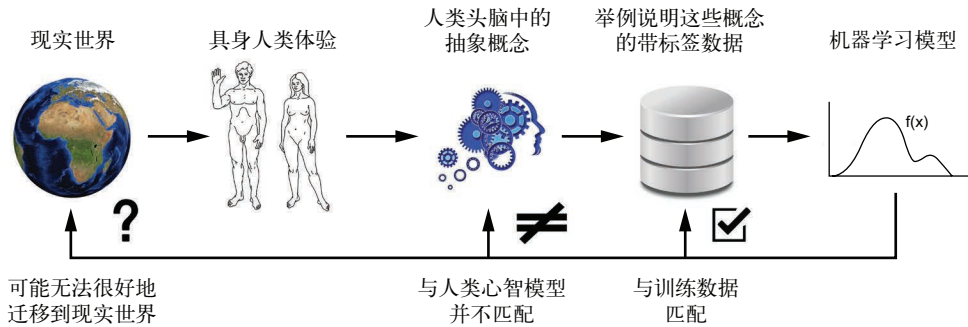 现实世界
具身人类体验
人类头脑中的
抽象概念
举例说明这些概念
的带标签数据
机器学习模型
f(x)
?
≠
可能无法很好地
迁移到现实世界
与人类心智模型
并不匹配
与训练数据
匹配